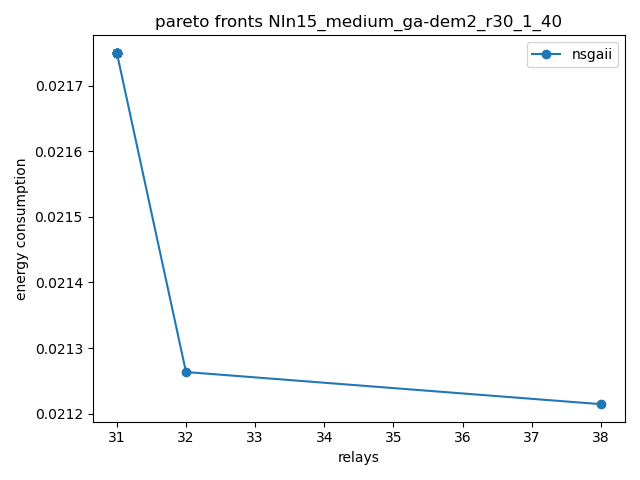 pareto fronts NIn15_medium_ga-dem2_r30_1_40
nsgaii
energy consumption
0.0217
0.0216
0.0215
0.0214
0.0213
0.0212
31 32 33 34 35 36 37 38
relays